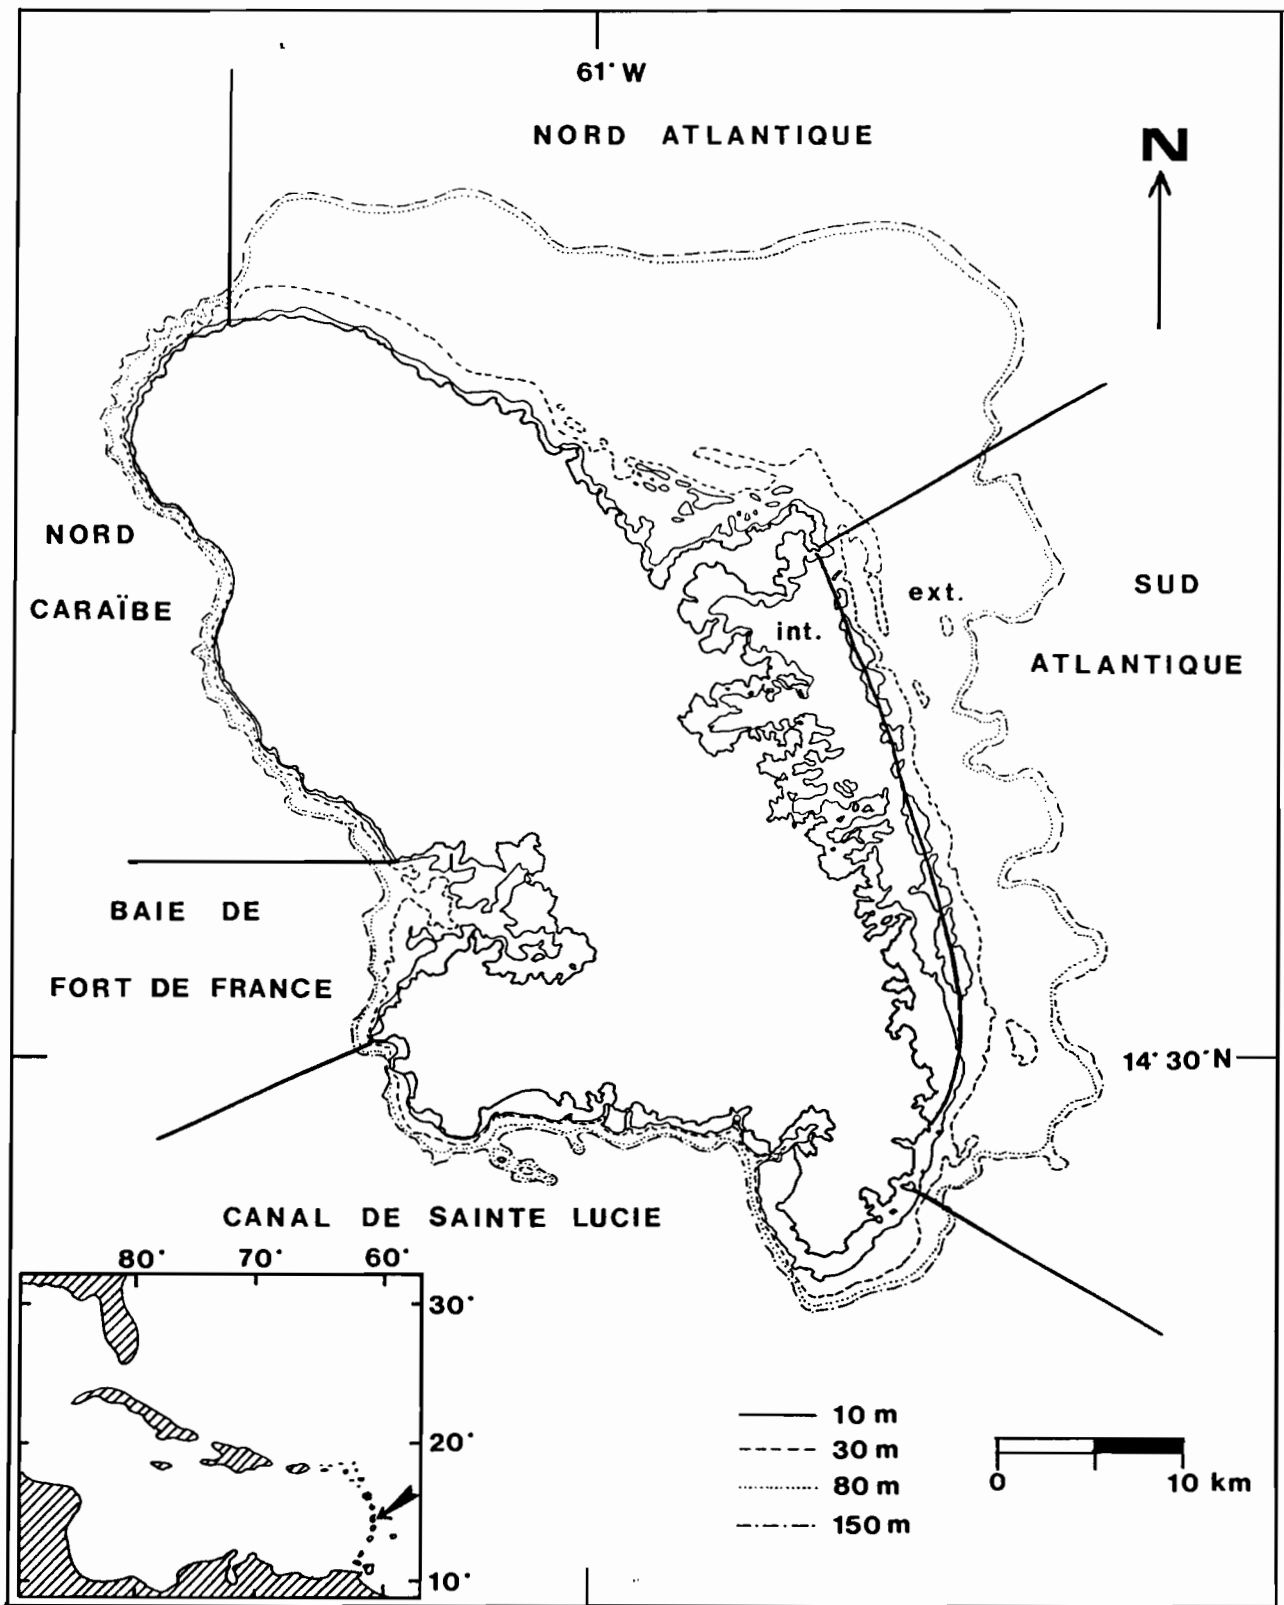 61° W
NORD ATLANTIQUE
N
NORD
CARAÏBE
SUD
ATLANTIQUE
ext.
int.
BAIE DE
FORT DE FRANCE
14° 30′ N
CANAL DE SAINTE LUCIE
80° 70° 60°
30°
20°
10°
10 m
30 m
80 m
150 m
0 10 km